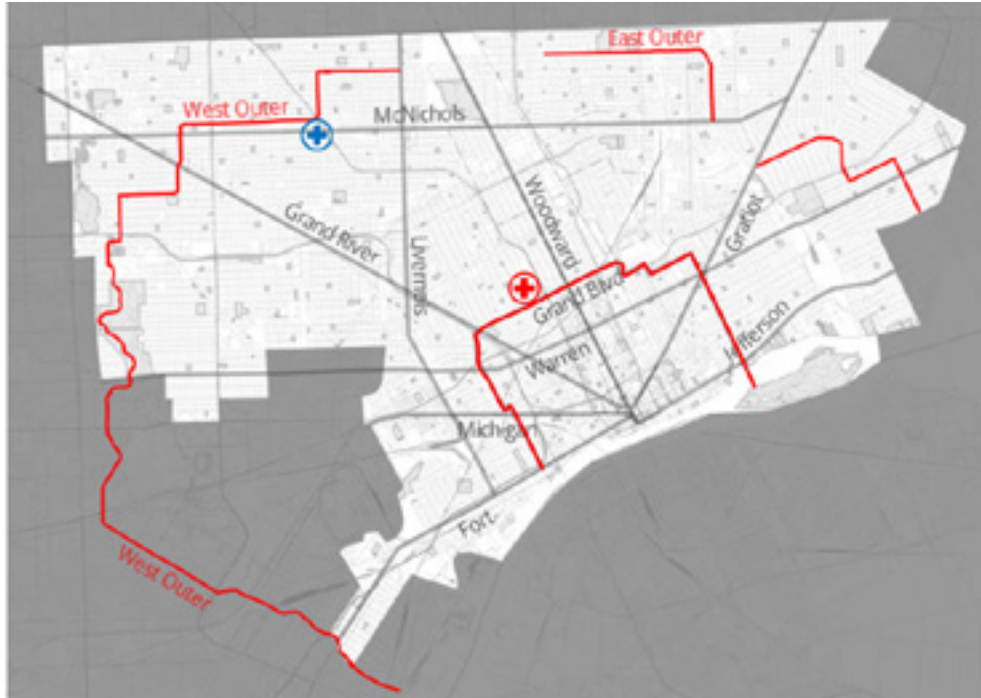 East Outer
West Outer
McNichols
Woodward
Grand River
Gratiot
Livernois
Grand Blvd
Jefferson
Warren
Michigan
Fort
West Outer